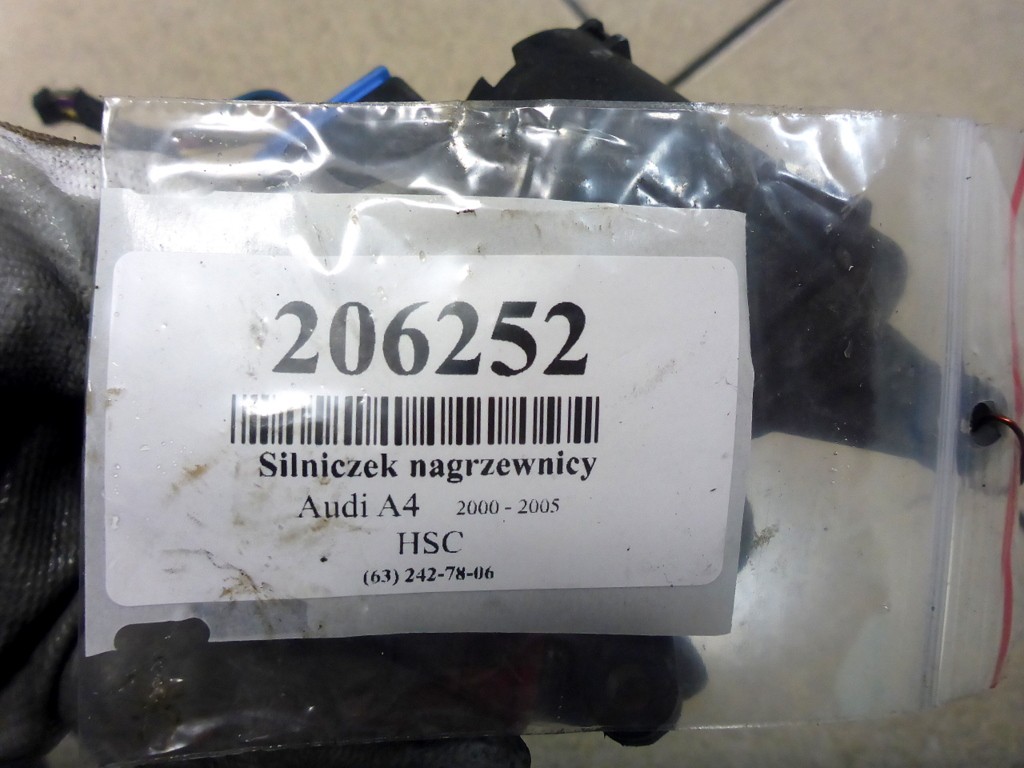 206252
Silniczek nagrzewnicy
Audi A4 2000 - 2005
HSC
(63) 242-78-06